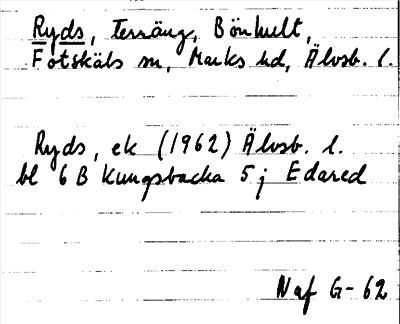 Ryds, Terräng, Bönhult,
Fotskäls sn, Marks hd, Älvsb. l.
Ryds, ek (1962) Älvsb. l.
bl 6 B Kungsbacka 5 j Edared
Naf G-62